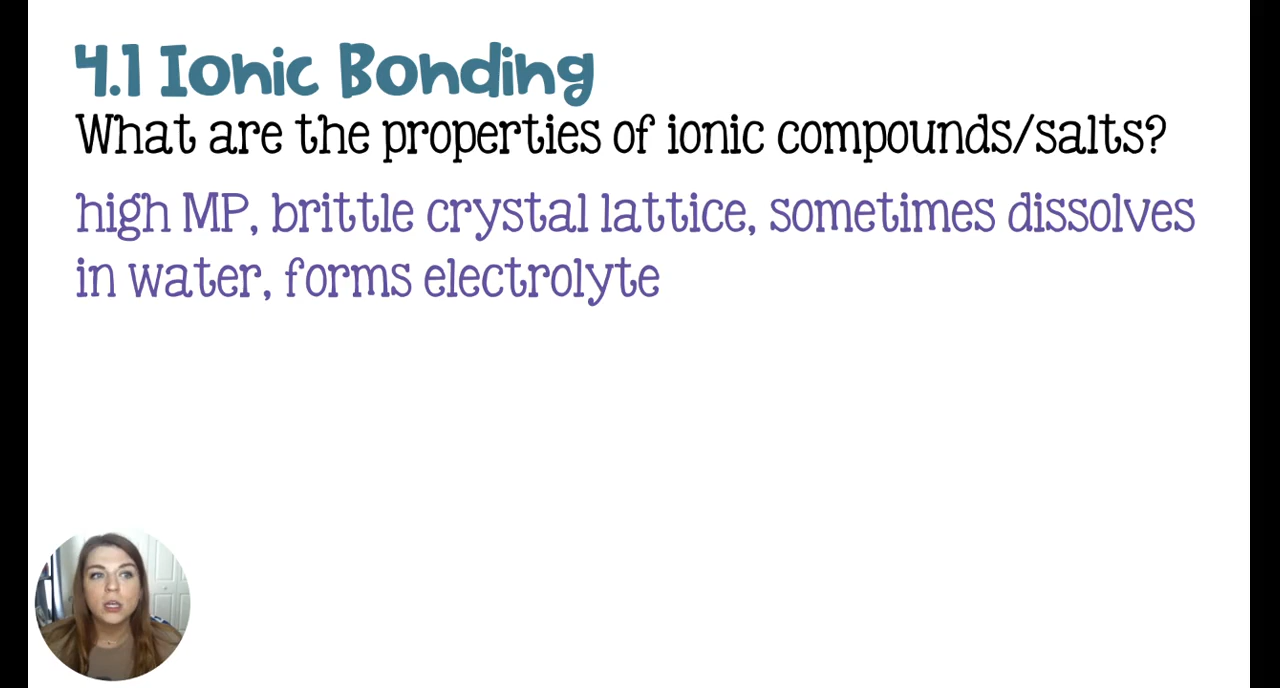 4.1 Ionic Bonding
What are the properties of ionic compounds/salts?
high MP, brittle crystal lattice, sometimes dissolves
in water, forms electrolyte